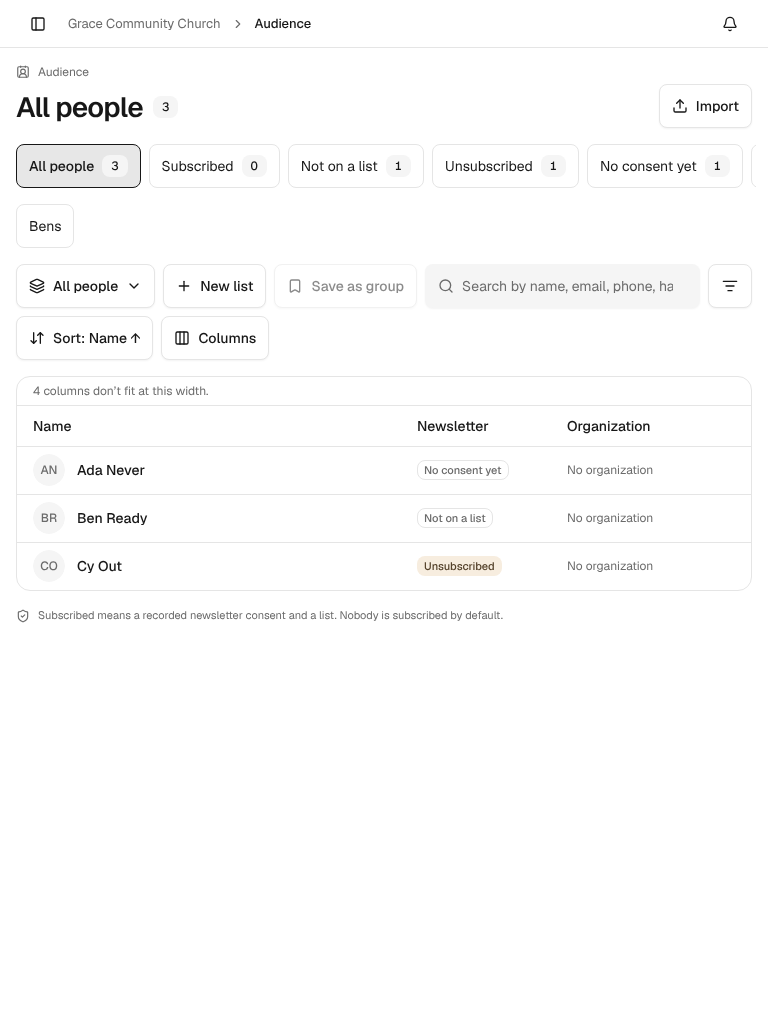 Grace Community Church > Audience
Audience
All people 3
Import
All people 3 Subscribed 0 Not on a list 1 Unsubscribed 1 No consent yet 1
Bens
All people New list Save as group Search by name, email, phone, ha
Sort: Name ↑ Columns
4 columns don’t fit at this width.
Name Newsletter Organization
AN Ada Never No consent yet No organization
BR Ben Ready Not on a list No organization
CO Cy Out Unsubscribed No organization
Subscribed means a recorded newsletter consent and a list. Nobody is subscribed by default.